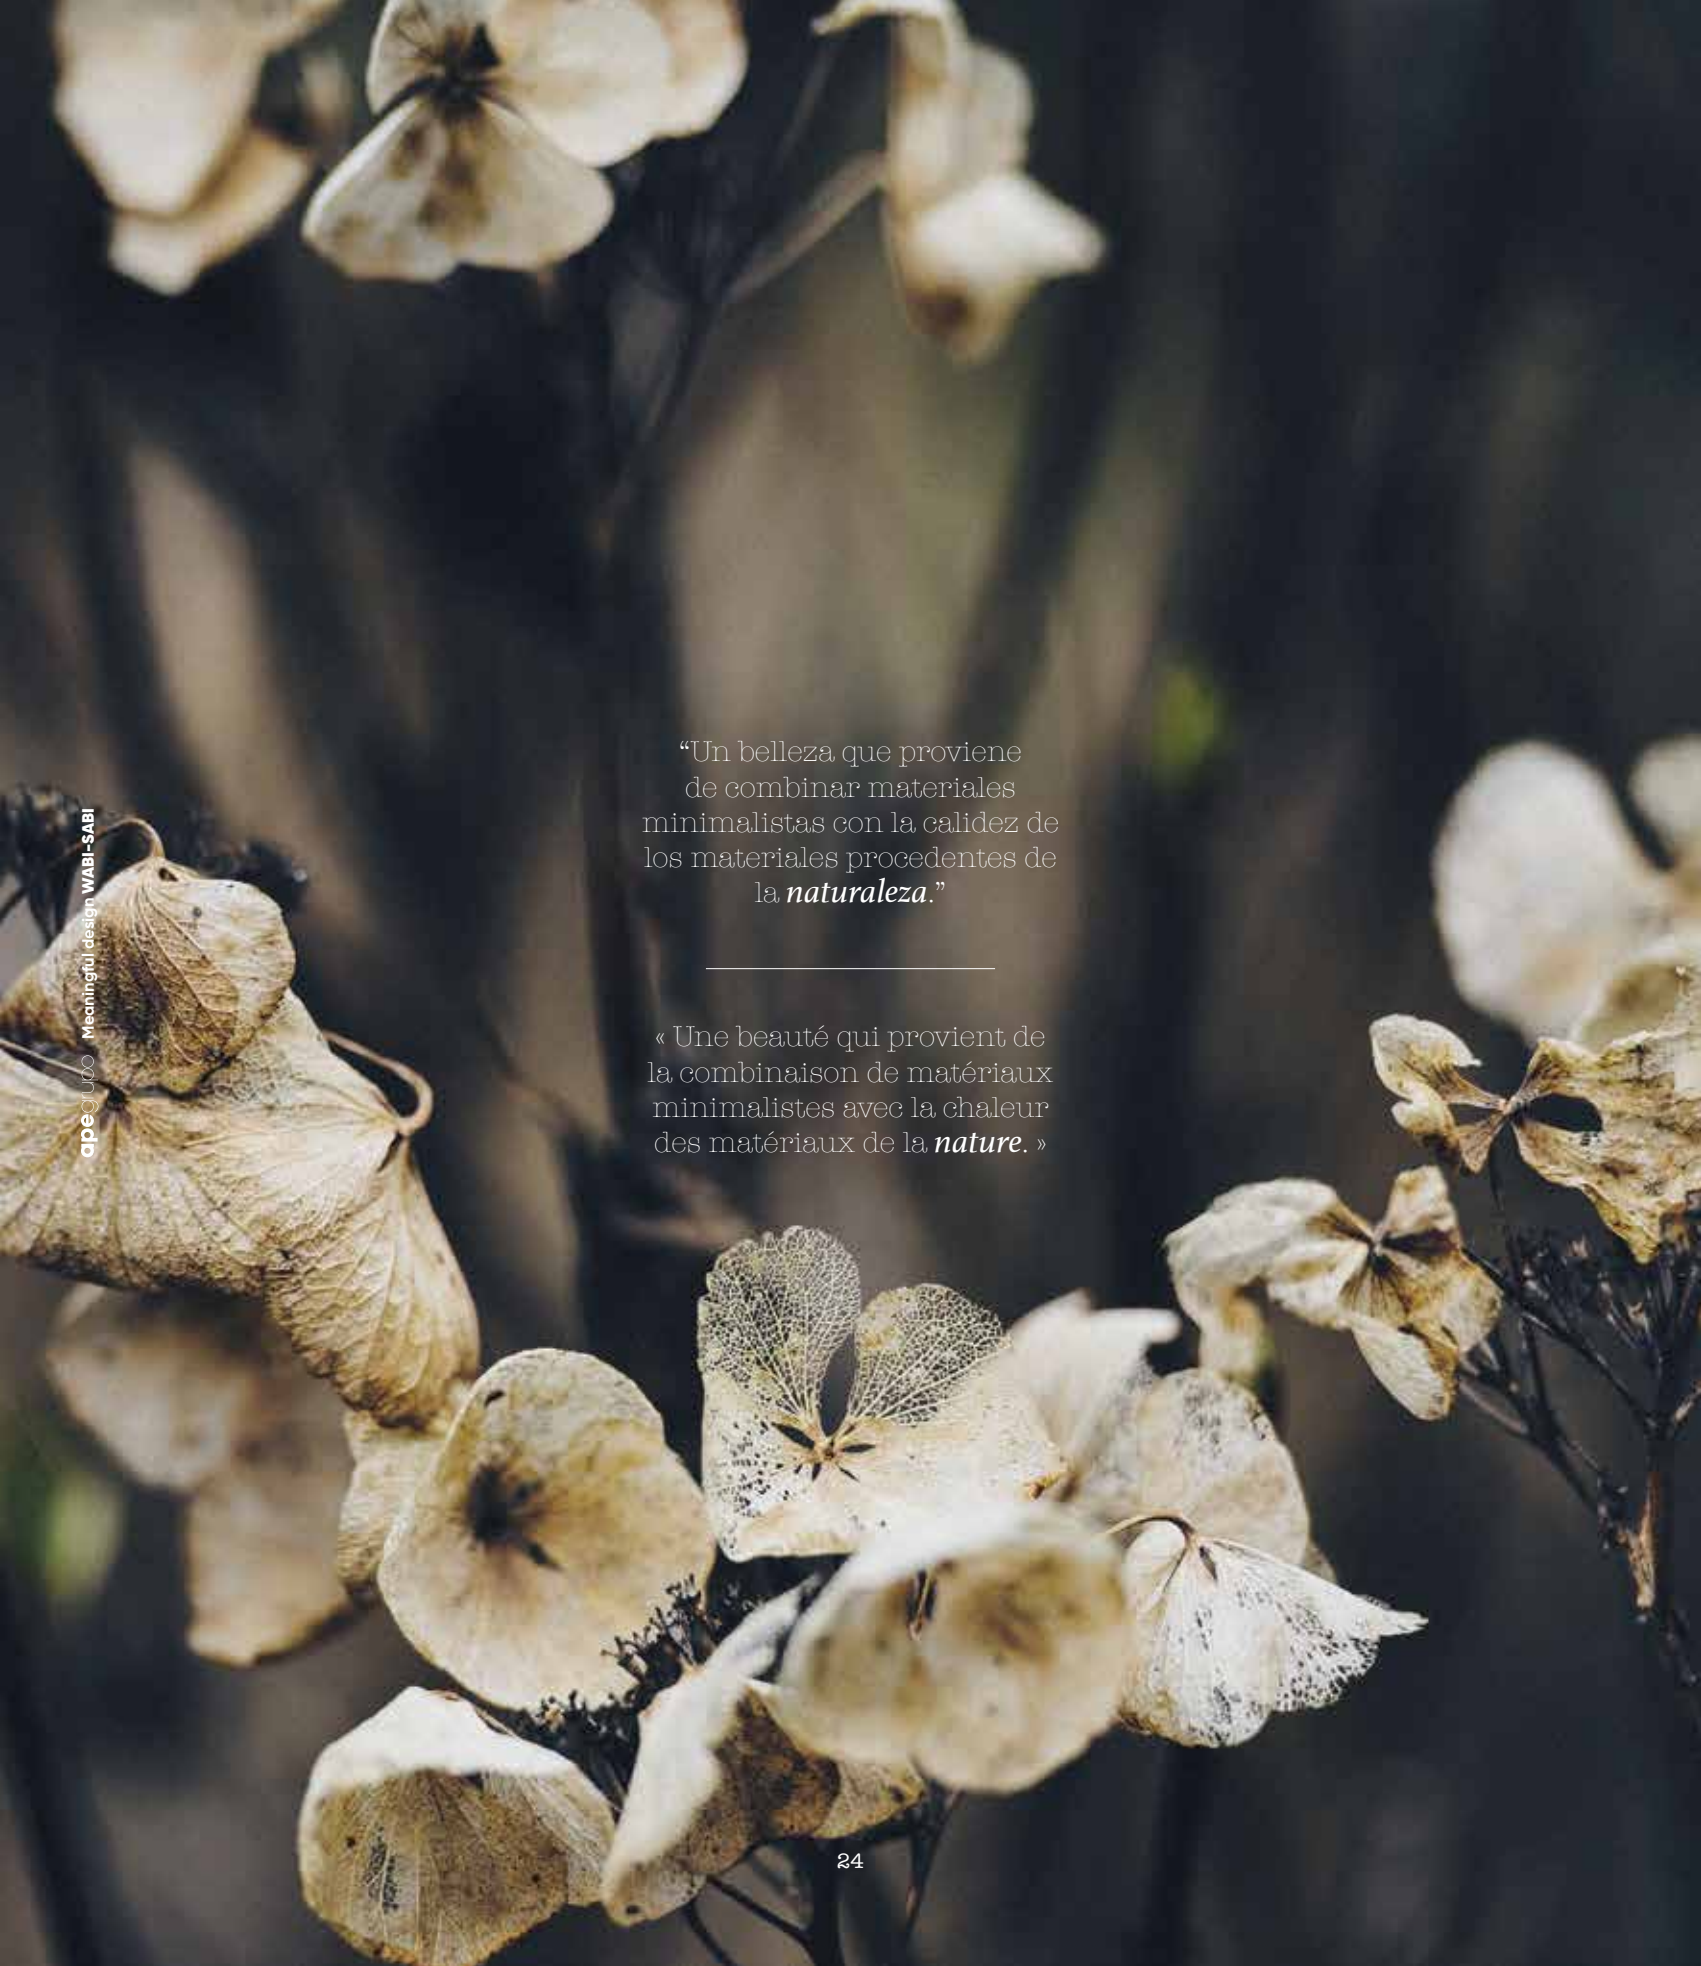 “Un belleza que proviene
de combinar materiales
minimalistas con la calidez de
los materiales procedentes de
la naturaleza.”
« Une beauté qui provient de
la combinaison de matériaux
minimalistes avec la chaleur
des matériaux de la nature. »
apegrupo Meaningful design WABI-SABI
24